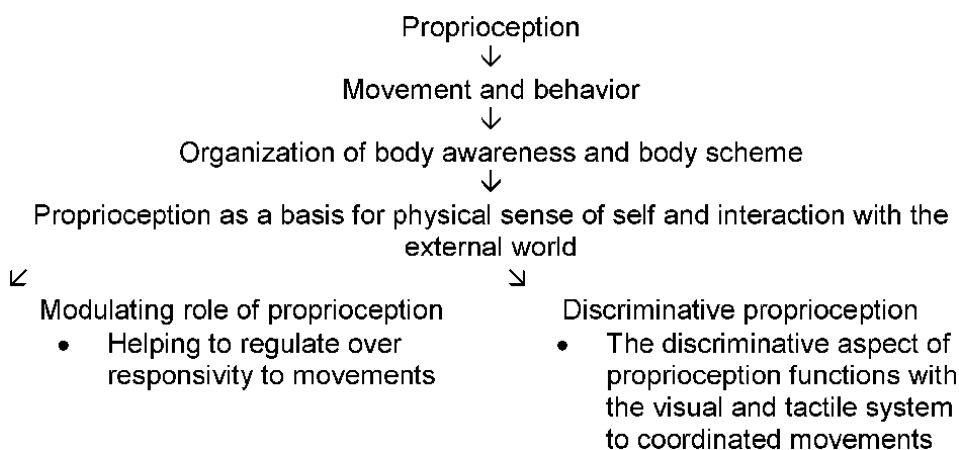 Proprioception
↓
Movement and behavior
↓
Organization of body awareness and body scheme
↓
Proprioception as a basis for physical sense of self and interaction with the
external world
↙ ↘
Modulating role of proprioception
• Helping to regulate over
responsivity to movements
Discriminative proprioception
• The discriminative aspect of
proprioception functions with
the visual and tactile system
to coordinated movements